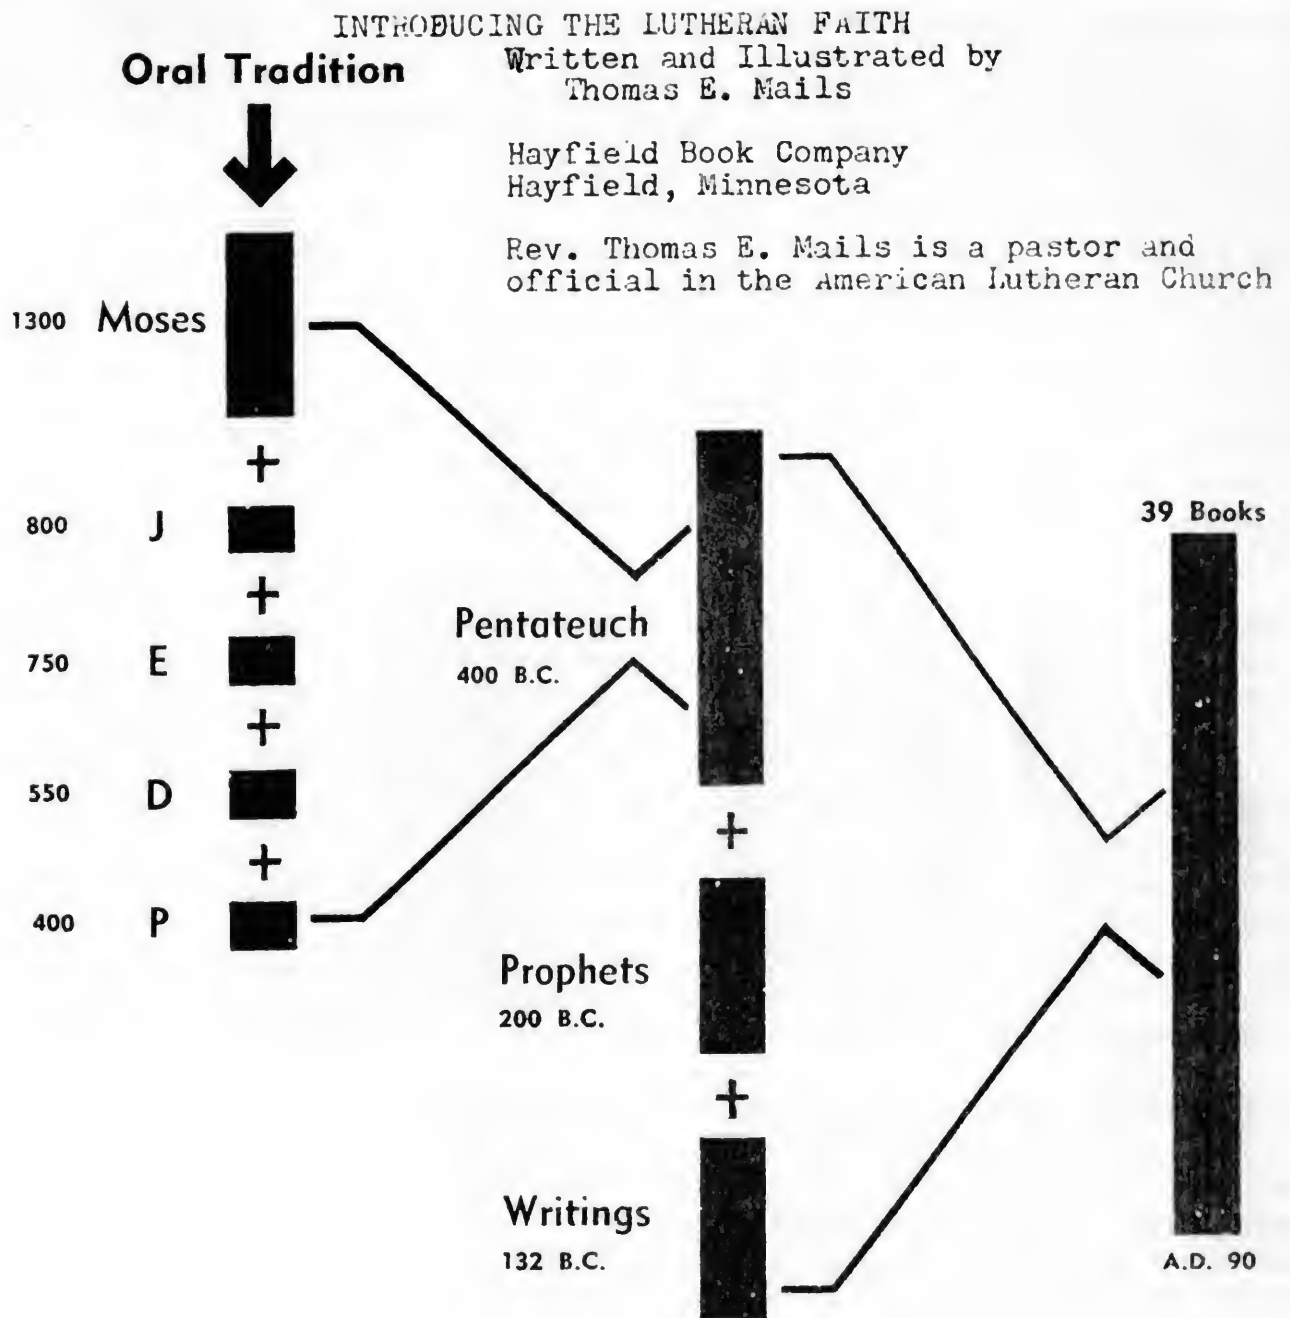 INTRODUCING THE LUTHERAN FAITH
Written and Illustrated by
Thomas E. Mails
Hayfield Book Company
Hayfield, Minnesota
Rev. Thomas E. Mails is a pastor and
official in the American Lutheran Church
Oral Tradition
1300 Moses
+
800 J
+
750 E
+
550 D
+
400 P
Pentateuch
400 B.C.
+
Prophets
200 B.C.
+
Writings
132 B.C.
39 Books
A.D. 90